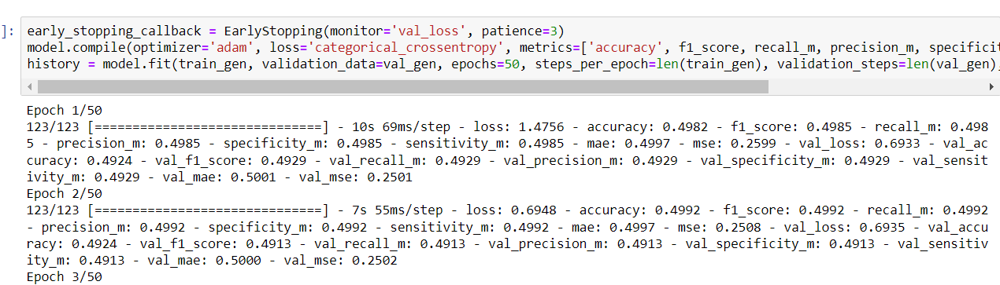 ]: early_stopping_callback = EarlyStopping(monitor='val_loss', patience=3)
model.compile(optimizer='adam', loss='categorical_crossentropy', metrics=['accuracy', f1_score, recall_m, precision_m, specificit
history = model.fit(train_gen, validation_data=val_gen, epochs=50, steps_per_epoch=len(train_gen), validation_steps=len(val_gen),
Epoch 1/50
123/123 [==============================] - 10s 69ms/step - loss: 1.4756 - accuracy: 0.4982 - f1_score: 0.4985 - recall_m: 0.498
5 - precision_m: 0.4985 - specificity_m: 0.4985 - sensitivity_m: 0.4985 - mae: 0.4997 - mse: 0.2599 - val_loss: 0.6933 - val_ac
curacy: 0.4924 - val_f1_score: 0.4929 - val_recall_m: 0.4929 - val_precision_m: 0.4929 - val_specificity_m: 0.4929 - val_sensit
ivity_m: 0.4929 - val_mae: 0.5001 - val_mse: 0.2501
Epoch 2/50
123/123 [==============================] - 7s 55ms/step - loss: 0.6948 - accuracy: 0.4992 - f1_score: 0.4992 - recall_m: 0.4992
- precision_m: 0.4992 - specificity_m: 0.4992 - sensitivity_m: 0.4992 - mae: 0.4997 - mse: 0.2508 - val_loss: 0.6935 - val_accu
racy: 0.4924 - val_f1_score: 0.4913 - val_recall_m: 0.4913 - val_precision_m: 0.4913 - val_specificity_m: 0.4913 - val_sensitiv
ity_m: 0.4913 - val_mae: 0.5000 - val_mse: 0.2502
Epoch 3/50